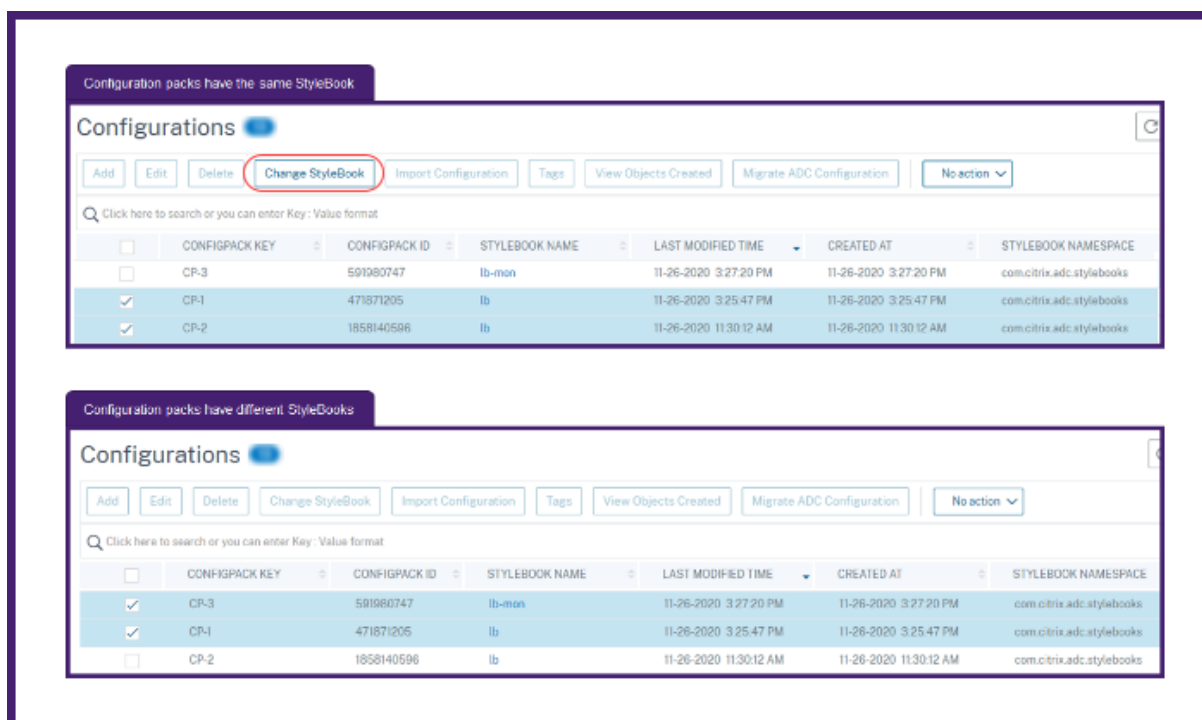 Configuration packs have the same StyleBook
Configurations
Add Edit Delete Change StyleBook Import Configuration Tags View Objects Created Migrate ADC Configuration No action
Click here to search or you can enter Key : Value format
CONFIGPACK KEY CONFIGPACK ID STYLEBOOK NAME LAST MODIFIED TIME CREATED AT STYLEBOOK NAMESPACE
CP-3 591980747 lb-mon 11-26-2020 3:27:20 PM 11-26-2020 3:27:20 PM com.citrix.adc.stylebooks
CP-1 471871205 lb 11-26-2020 3:25:47 PM 11-26-2020 3:25:47 PM com.citrix.adc.stylebooks
CP-2 1858140596 lb 11-26-2020 11:30:12 AM 11-26-2020 11:30:12 AM com.citrix.adc.stylebooks
Configuration packs have different StyleBooks
Configurations
Add Edit Delete Change StyleBook Import Configuration Tags View Objects Created Migrate ADC Configuration No action
Click here to search or you can enter Key : Value format
CONFIGPACK KEY CONFIGPACK ID STYLEBOOK NAME LAST MODIFIED TIME CREATED AT STYLEBOOK NAMESPACE
CP-3 591980747 lb-mon 11-26-2020 3:27:20 PM 11-26-2020 3:27:20 PM com.citrix.adc.stylebooks
CP-1 471871205 lb 11-26-2020 3:25:47 PM 11-26-2020 3:25:47 PM com.citrix.adc.stylebooks
CP-2 1858140596 lb 11-26-2020 11:30:12 AM 11-26-2020 11:30:12 AM com.citrix.adc.stylebooks